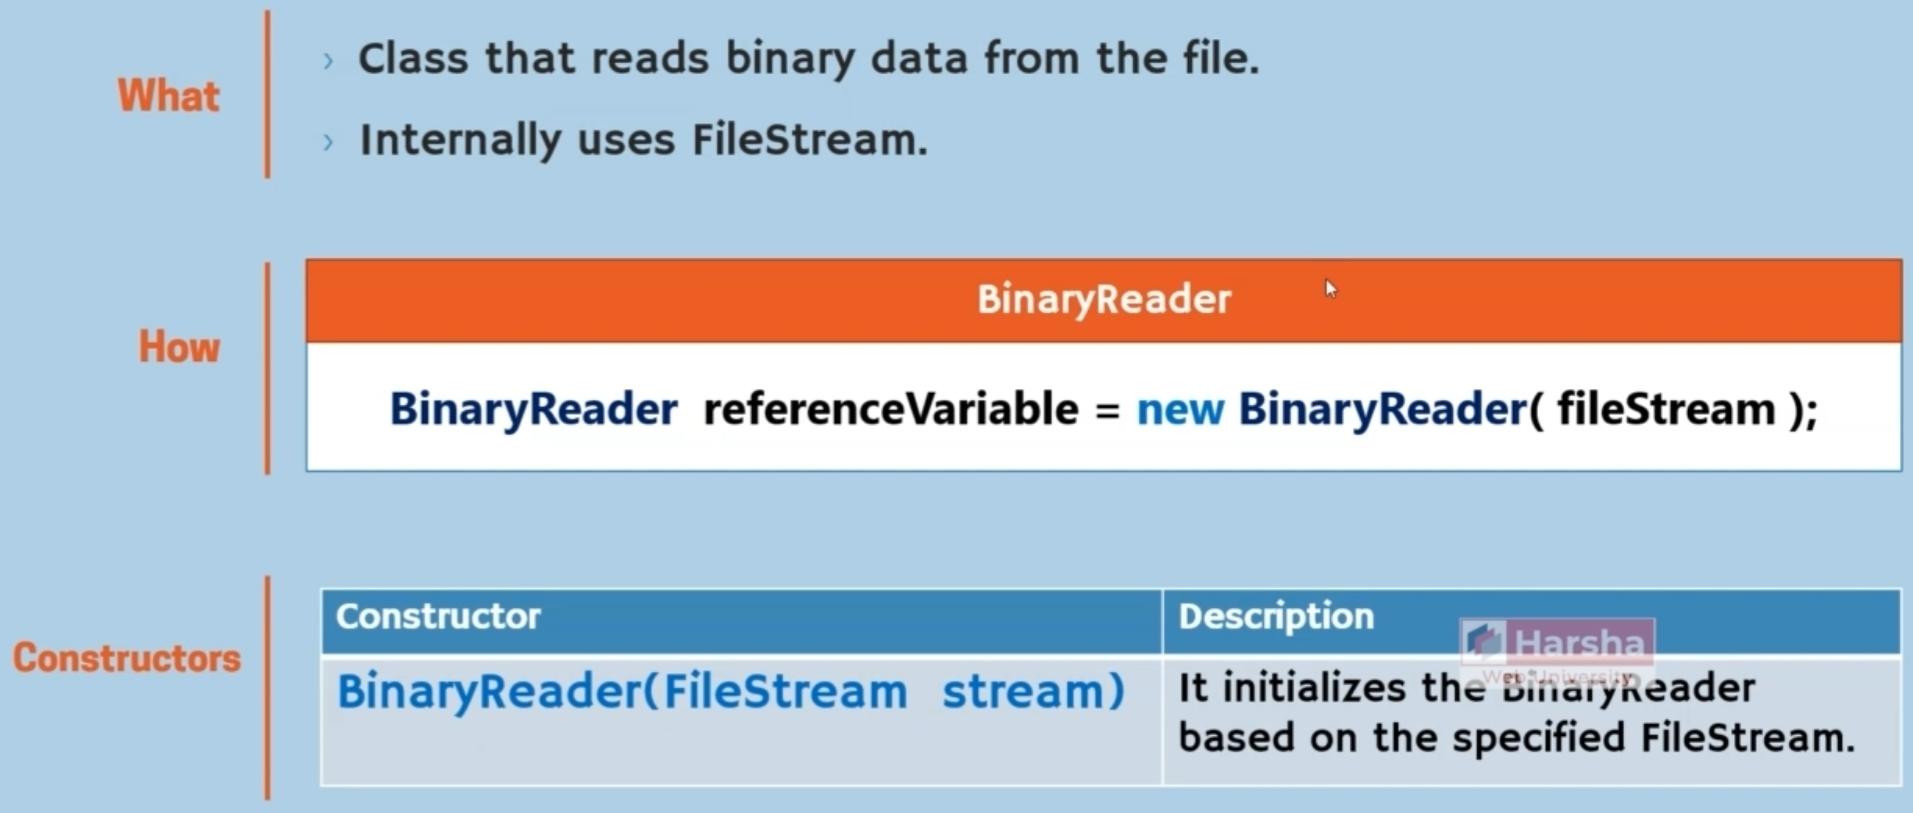 What
› Class that reads binary data from the file.
› Internally uses FileStream.
How
BinaryReader
BinaryReader referenceVariable = new BinaryReader( fileStream );
Constructors
Constructor
Description
BinaryReader(FileStream stream)
It initializes the BinaryReader
based on the specified FileStream.
Harsha
Web University